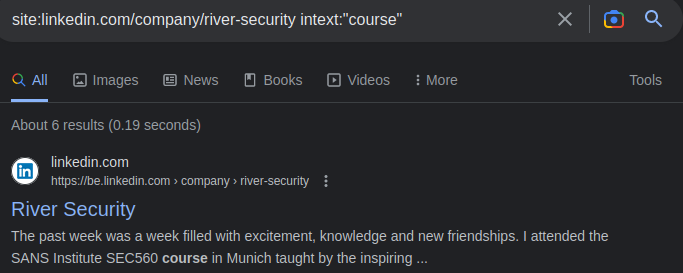 site:linkedin.com/company/river-security intext:"course"
All Images News Books Videos More Tools
About 6 results (0.19 seconds)
in
linkedin.com
https://be.linkedin.com › company › river-security
River Security
The past week was a week filled with excitement, knowledge and new friendships. I attended the
SANS Institute SEC560 course in Munich taught by the inspiring ...